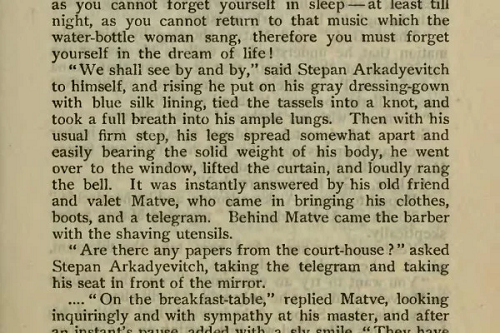 as you cannot forget yourself in sleep — at least till
night, as you cannot return to that music which the
water-bottle woman sang, therefore you must forget
yourself in the dream of life!
"We shall see by and by," said Stepan Arkadyevitch
to himself, and rising he put on his gray dressing-gown
with blue silk lining, tied the tassels into a knot, and
took a full breath into his ample lungs. Then with his
usual firm step, his legs spread somewhat apart and
easily bearing the solid weight of his body, he went
over to the window, lifted the curtain, and loudly rang
the bell. It was instantly answered by his old friend
and valet Matve, who came in bringing his clothes,
boots, and a telegram. Behind Matve came the barber
with the shaving utensils.
"Are there any papers from the court-house?" asked
Stepan Arkadyevitch, taking the telegram and taking
his seat in front of the mirror.
.... "On the breakfast-table," replied Matve, looking
inquiringly and with sympathy at his master, and after
an instant's pause, added with a sly smile, "They have